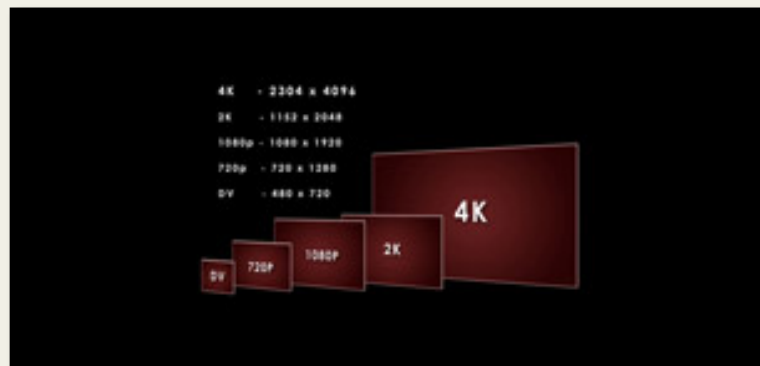 4K - 2304 x 4096
2K - 1152 x 2048
1080p - 1080 x 1920
720p - 720 x 1280
DV - 480 x 720
4K
2K
1080P
720P
DV